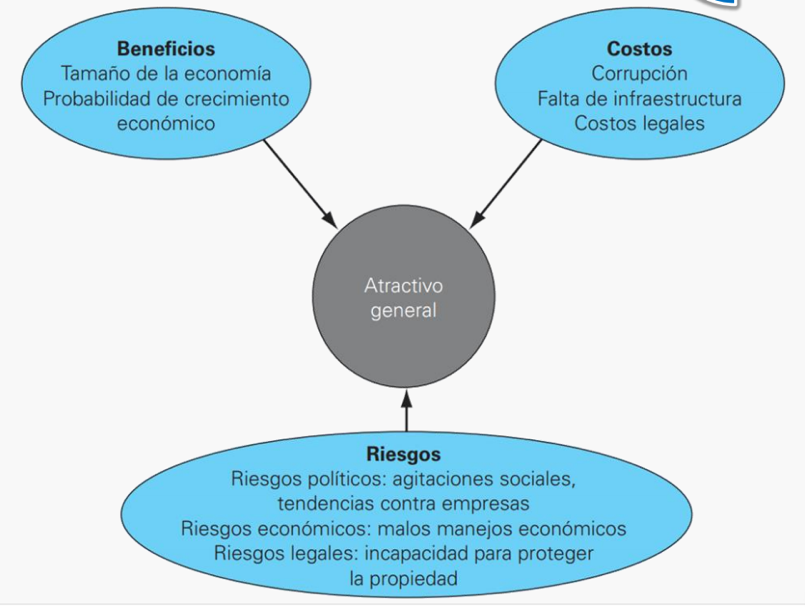 Beneficios
Tamaño de la economía
Probabilidad de crecimiento
económico
Costos
Corrupción
Falta de infraestructura
Costos legales
Atractivo
general
Riesgos
Riesgos políticos: agitaciones sociales,
tendencias contra empresas
Riesgos económicos: malos manejos económicos
Riesgos legales: incapacidad para proteger
la propiedad